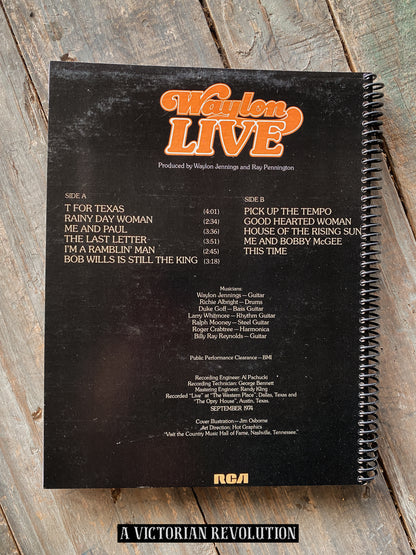 Waylon
LIVE
Produced by Waylon Jennings and Ray Pennington
SIDE A
T FOR TEXAS (4:01)
RAINY DAY WOMAN (2:34)
ME AND PAUL (3:36)
THE LAST LETTER (3:51)
I'M A RAMBLIN' MAN (2:45)
BOB WILLS IS STILL THE KING (3:18)
SIDE B
PICK UP THE TEMPO
GOOD HEARTED WOMAN
HOUSE OF THE RISING SUN
ME AND BOBBY McGEE
THIS TIME
Musicians:
Waylon Jennings—Guitar
Richie Albright—Drums
Duke Goff—Bass Guitar
Larry Whitmore—Rhythm Guitar
Ralph Mooney—Steel Guitar
Roger Crabtree—Harmonica
Billy Ray Reynolds—Guitar
Public Performance Clearance—BMI
Recording Engineer: Al Pachucki
Recording Technician: George Bennett
Mastering Engineer: Randy Kling
Recorded "Live" at "The Western Place", Dallas, Texas and
"The Opry House", Austin, Texas.
SEPTEMBER 1974
Cover Illustration—Jim Osborne
Art Direction: Hot Graphics
"Visit the Country Music Hall of Fame, Nashville, Tennessee."
RCA
A VICTORIAN REVOLUTION